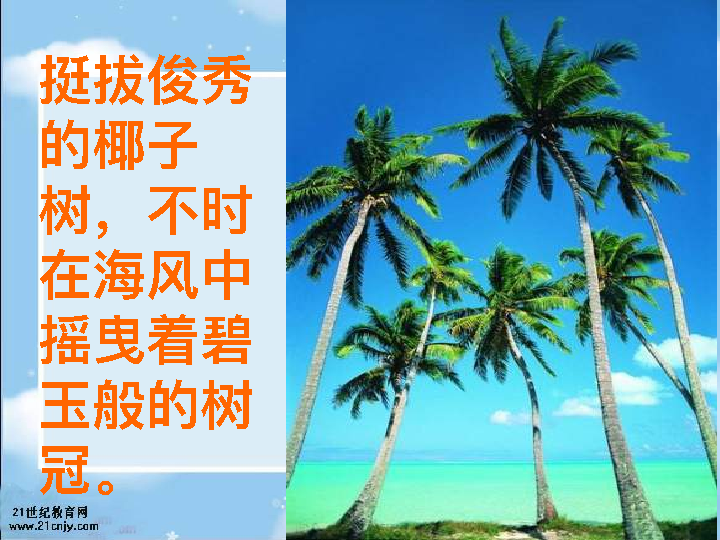 挺拔俊秀
的椰子
树，不时
在海风中
摇曳着碧
玉般的树
冠。
21世纪教育网
www.21cnjy.com